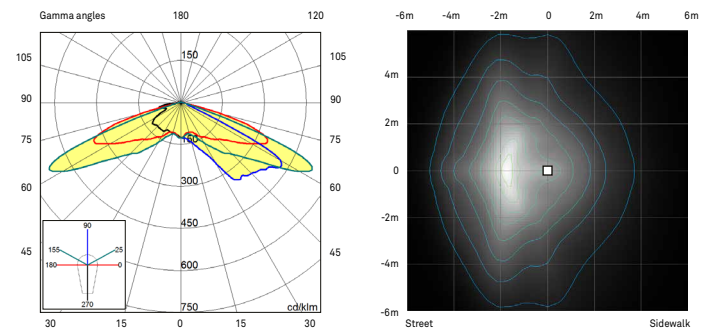 Gamma angles 180 120
-6m -4m -2m 0 2m 4m 6m
105 150 105
90 90
75 150 75
60 300 60
45 450 45
600
750 cd/klm
30 15 0 15 30
90
155 25
180 0
270
4m
2m
0
-2m
-4m
-6m
Street Sidewalk